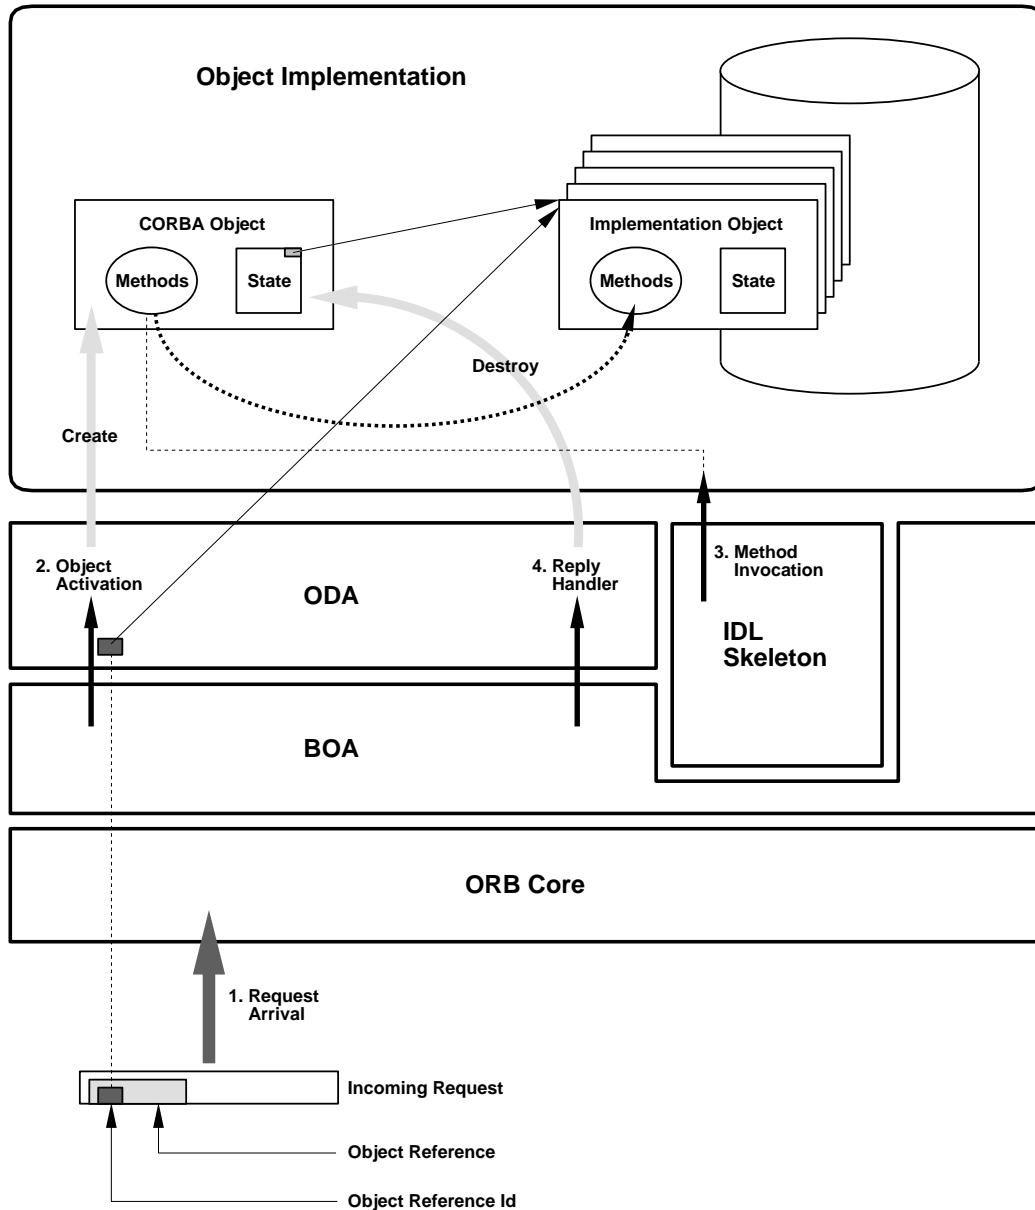 Object Implementation
CORBA Object
Methods
State
Implementation Object
Methods
State
Destroy
Create
2. Object
Activation
4. Reply
Handler
3. Method
Invocation
ODA
IDL
Skeleton
BOA
ORB Core
1. Request
Arrival
Incoming Request
Object Reference
Object Reference Id